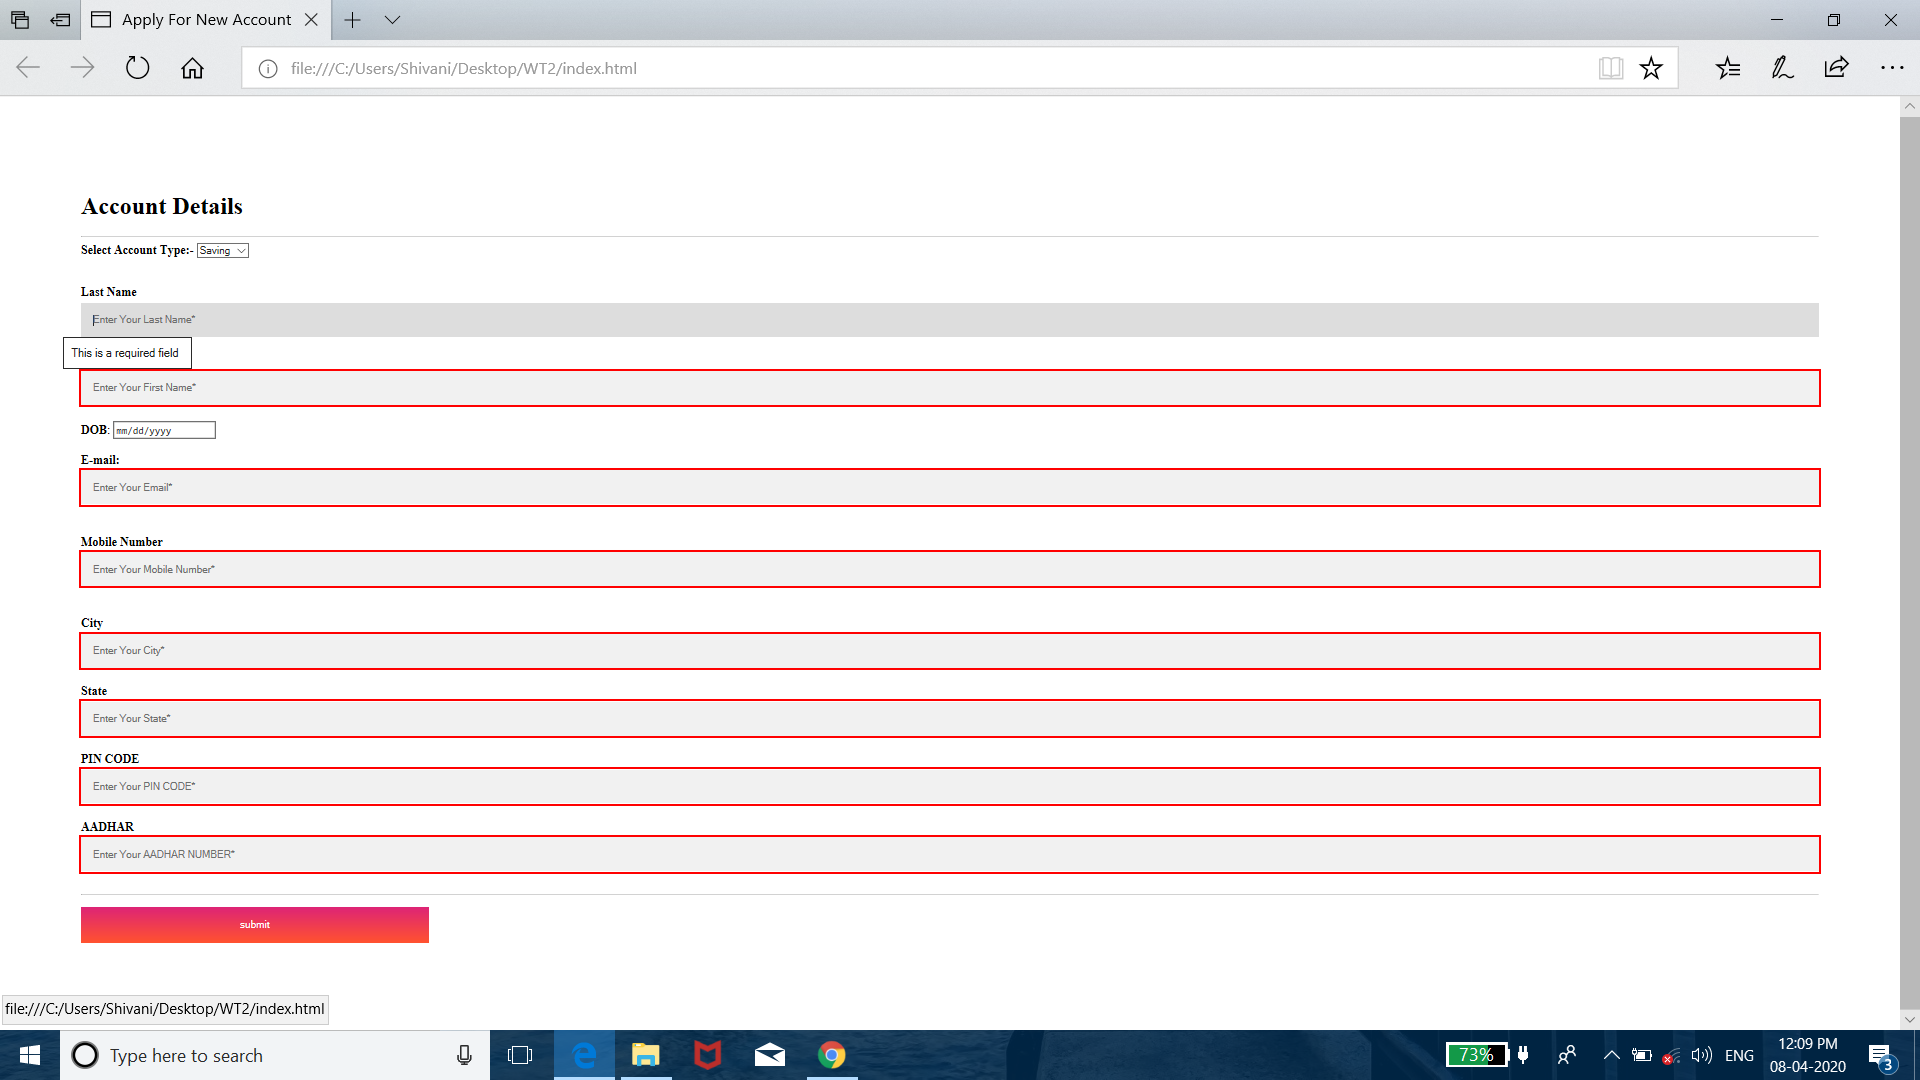 Apply For New Account
file:///C:/Users/Shivani/Desktop/WT2/index.html
Account Details
Select Account Type:- Saving
Last Name
Enter Your Last Name*
This is a required field
Enter Your First Name*
DOB: mm/dd/yyyy
E-mail:
Enter Your Email*
Mobile Number
Enter Your Mobile Number*
City
Enter Your City*
State
Enter Your State*
PIN CODE
Enter Your PIN CODE*
AADHAR
Enter Your AADHAR NUMBER*
submit
file:///C:/Users/Shivani/Desktop/WT2/index.html
Type here to search
73%
ENG
12:09 PM
08-04-2020
3